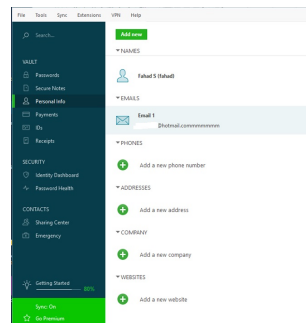 File Tools Sync Extensions VPN Help
Search...
Add new
NAMES
VAULT
Passwords
fahad S (fahad)
Secure Notes
EMAILS
Personal Info
Payments
Email 1
IDs
@hotmail.commmmmmm
Receipts
PHONES
SECURITY
Add a new phone number
Identity Dashboard
Password Health
ADDRESSES
Add a new address
CONTACTS
Sharing Center
COMPANY
Emergency
Add a new company
WEBSITES
Getting Started
80%
Add a new website
Sync: On
Go Premium